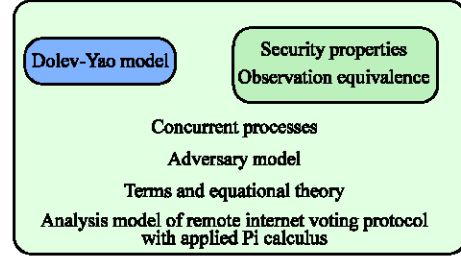 Dolev-Yao model
Security properties
Observation equivalence
Concurrent processes
Adversary model
Terms and equational theory
Analysis model of remote internet voting protocol
with applied Pi calculus